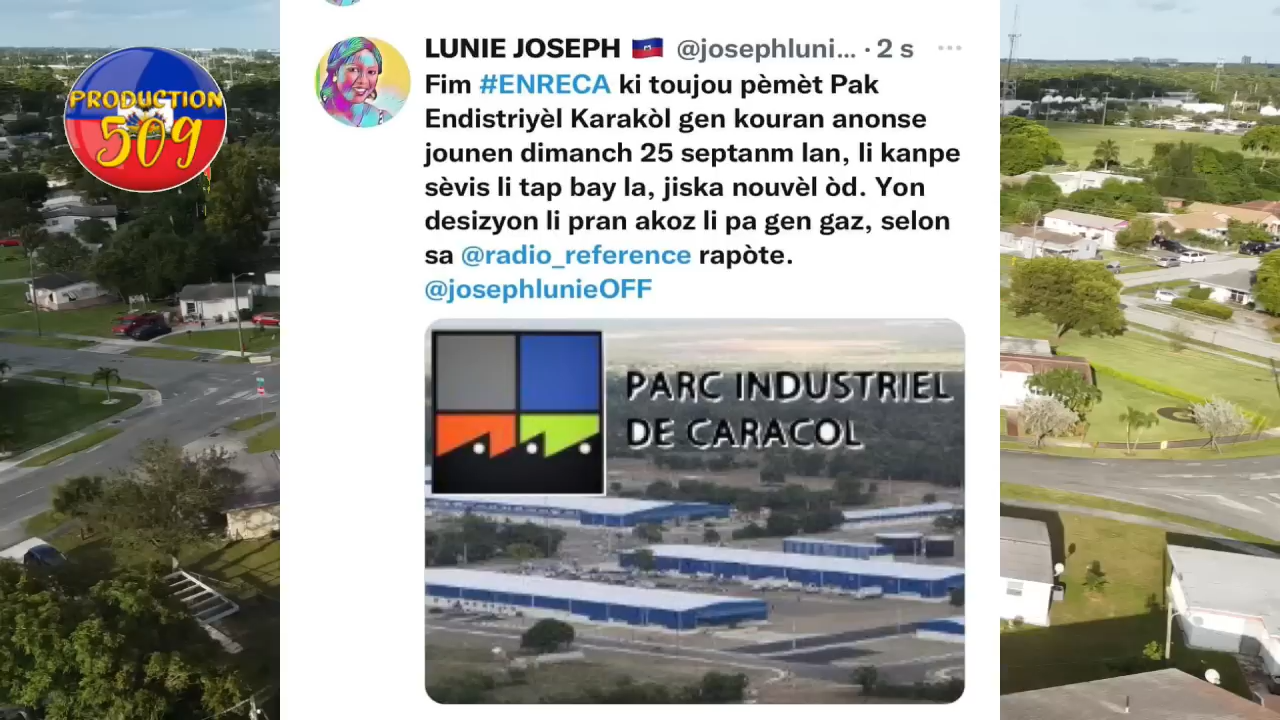 PRODUCTION
509
LUNIE JOSEPH 🇭🇹 @josephluni... · 2 s
Fim #ENRECA ki toujou pèmèt Pak
Endistriyèl Karakòl gen kouran anonse
jounen dimanch 25 septanm lan, li kanpe
sèvis li tap bay la, jiska nouvèl òd. Yon
desizyon li pran akoz li pa gen gaz, selon
sa @radio_reference rapòte.
@josephlunieOFF
PARC INDUSTRIEL
DE CARACOL